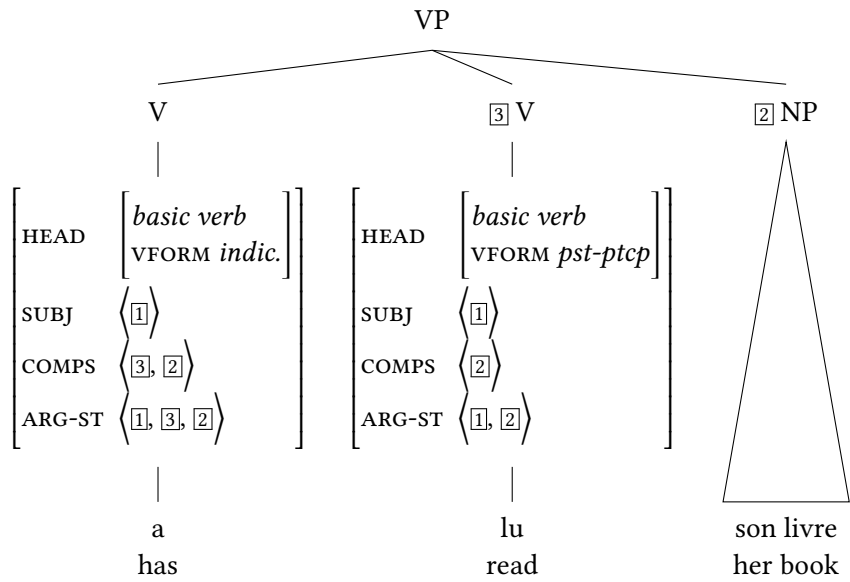 VP
V 3 V 2 NP
HEAD [basic verb VFORM indic.] HEAD [basic verb VFORM pst-ptcp]
SUBJ ⟨1⟩ SUBJ ⟨1⟩
COMPS ⟨3, 2⟩ COMPS ⟨2⟩
ARG-ST ⟨1, 3, 2⟩ ARG-ST ⟨1, 2⟩
a lu son livre
has read her book